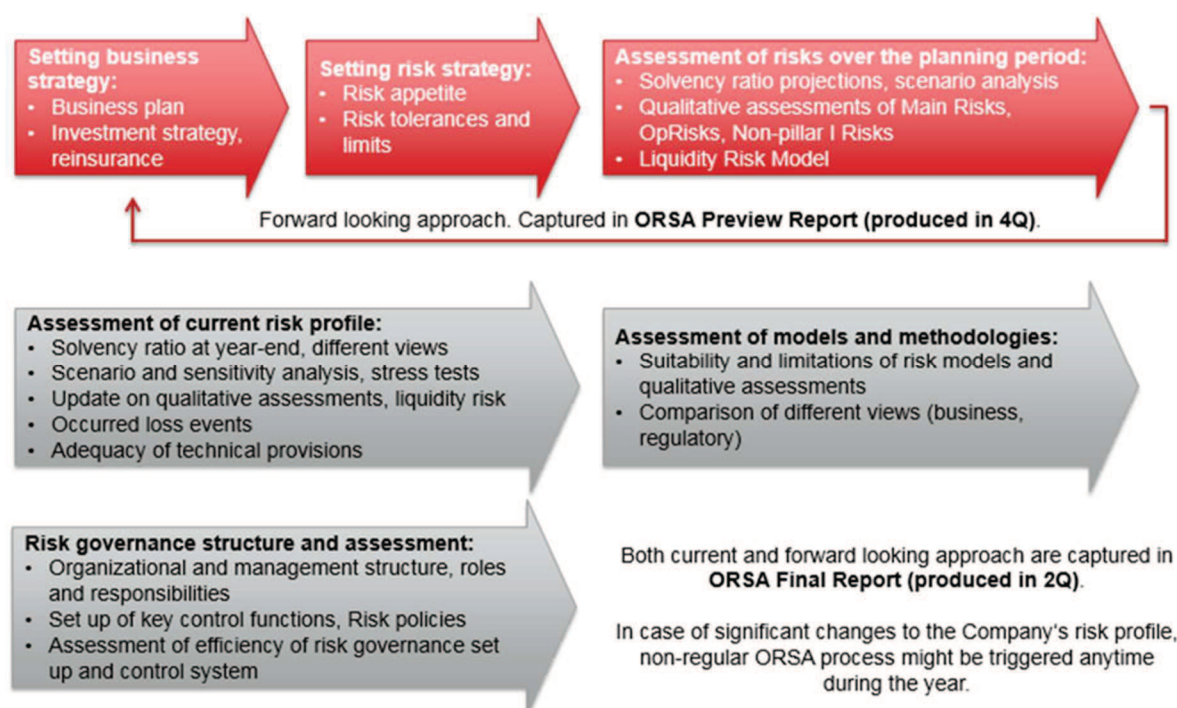 Setting business
strategy:
• Business plan
• Investment strategy,
reinsurance
Setting risk strategy:
• Risk appetite
• Risk tolerances and
limits
Assessment of risks over the planning period:
• Solvency ratio projections, scenario analysis
• Qualitative assessments of Main Risks,
OpRisks, Non-pillar I Risks
• Liquidity Risk Model
Forward looking approach. Captured in ORSA Preview Report (produced in 4Q).
Assessment of current risk profile:
• Solvency ratio at year-end, different views
• Scenario and sensitivity analysis, stress tests
• Update on qualitative assessments, liquidity risk
• Occurred loss events
• Adequacy of technical provisions
Assessment of models and methodologies:
• Suitability and limitations of risk models and
qualitative assessments
• Comparison of different views (business,
regulatory)
Risk governance structure and assessment:
• Organizational and management structure, roles
and responsibilities
• Set up of key control functions, Risk policies
• Assessment of efficiency of risk governance set
up and control system
Both current and forward looking approach are captured in
ORSA Final Report (produced in 2Q).
In case of significant changes to the Company's risk profile,
non-regular ORSA process might be triggered anytime
during the year.